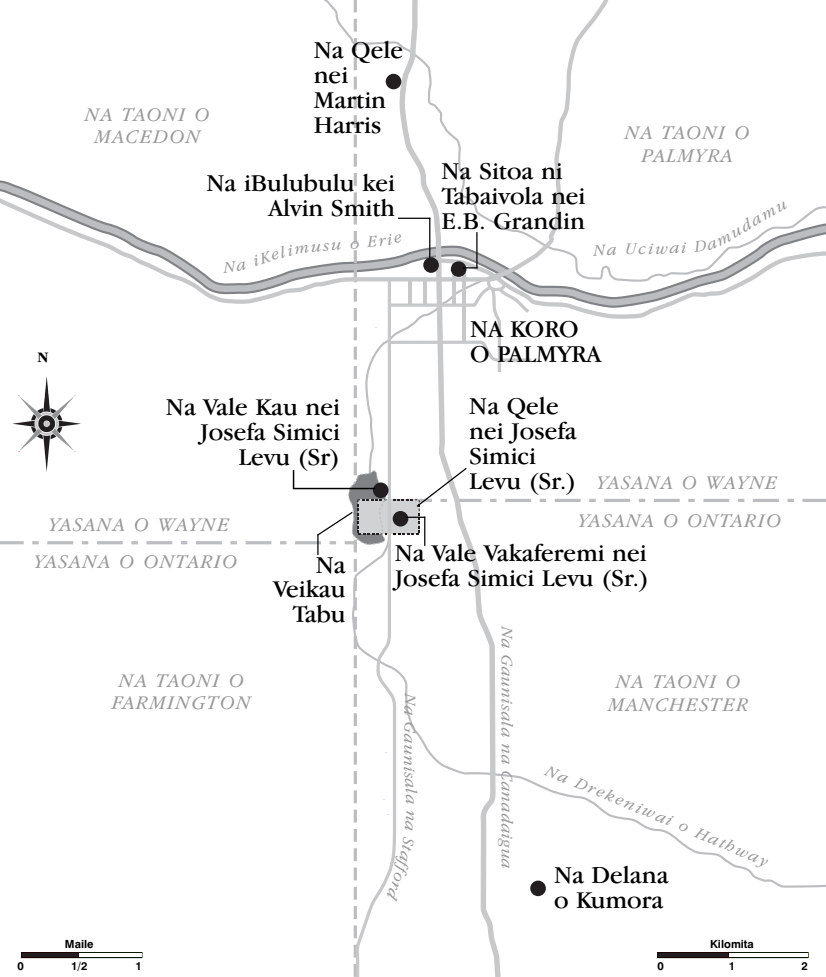 Na Qele
nei
Martin
Harris
NA TAONI O
MACEDON
NA TAONI O
PALMYRA
Na iBulubulu kei
Alvin Smith
Na Sitoa ni
Tabaivola nei
E.B. Grandin
Na iKelimusu o Erie
Na Uciwai Damudamu
NA KORO
O PALMYRA
N
Na Vale Kau nei
Josefa Simici
Levu (Sr)
Na Qele
nei Josefa
Simici
Levu (Sr.)
YASANA O WAYNE
YASANA O ONTARIO
YASANA O WAYNE
YASANA O ONTARIO
Na
Veikau
Tabu
Na Vale Vakaferemi nei
Josefa Simici Levu (Sr.)
NA TAONI O
FARMINGTON
NA TAONI O
MANCHESTER
Na Gaunisala na Stafford
Na Gaunisala na Canadaigua
Na Drekeniwai o Hathway
Na Delana
o Kumora
Maile
0 1/2 1
Kilomita
0 1 2